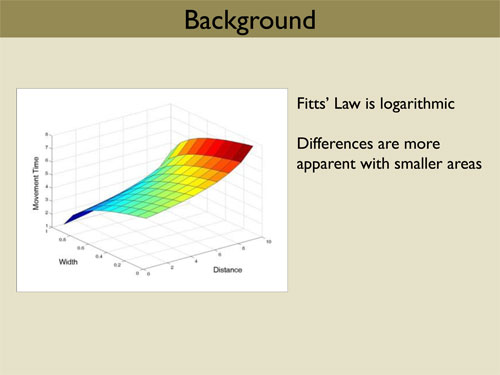 Background
Fitts' Law is logarithmic
Differences are more
apparent with smaller areas
8
7
6
5
4
3
2
1
Movement Time
1
0.8
0.6
0.4
0.2
0
Width
0
2
4
6
8
10
Distance